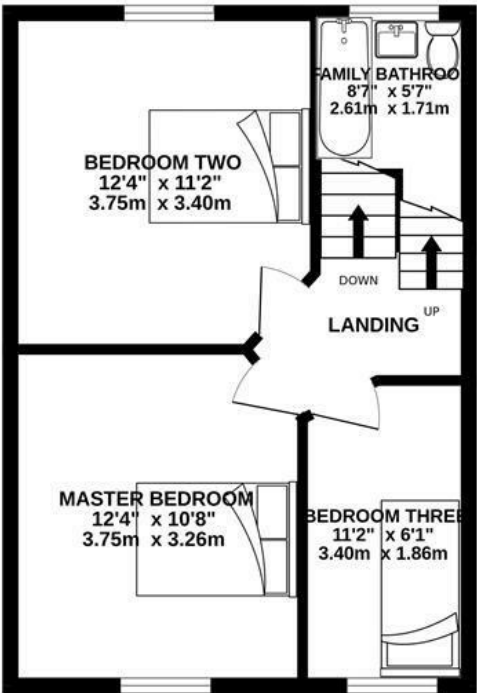 FAMILY BATHROO
8'7" x 5'7"
2.61m x 1.71m
BEDROOM TWO
12'4" x 11'2"
3.75m x 3.40m
DOWN
UP
LANDING
MASTER BEDROOM
12'4" x 10'8"
3.75m x 3.26m
BEDROOM THREE
11'2" x 6'1"
3.40m x 1.86m